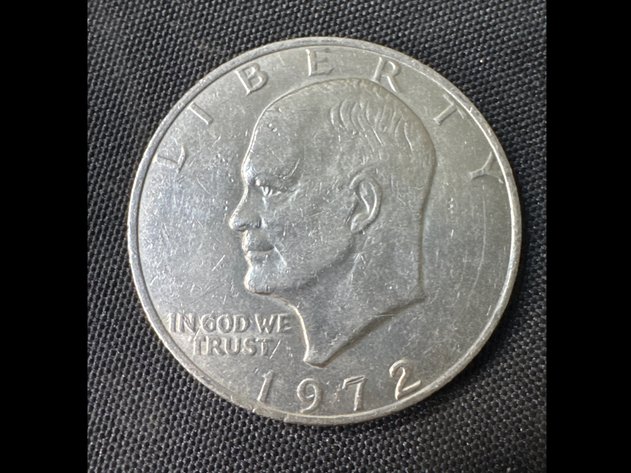 LIBERTY
IN GOD WE
TRUST
1972